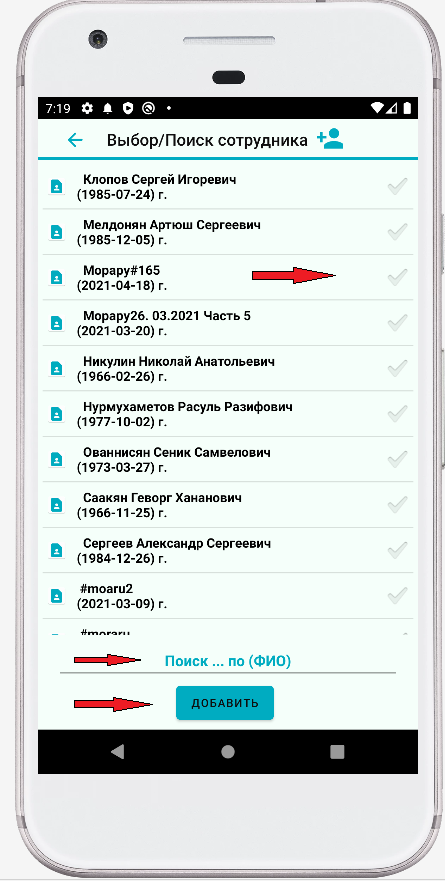 7:19
Выбор/Поиск сотрудника
Клопов Сергей Игоревич
(1985-07-24) г.
Мелдонян Артюш Сергеевич
(1985-12-05) г.
Морару#165
(2021-04-18) г.
Морару26. 03.2021 Часть 5
(2021-03-20) г.
Никулин Николай Анатольевич
(1966-02-26) г.
Нурмухаметов Расуль Разифович
(1977-10-02) г.
Ованнисян Сеник Самвелович
(1973-03-27) г.
Саакян Геворг Хананович
(1966-11-25) г.
Сергеев Александр Сергеевич
(1984-12-26) г.
#moaru2
(2021-03-09) г.
#moraru
Поиск ... по (ФИО)
ДОБАВИТЬ